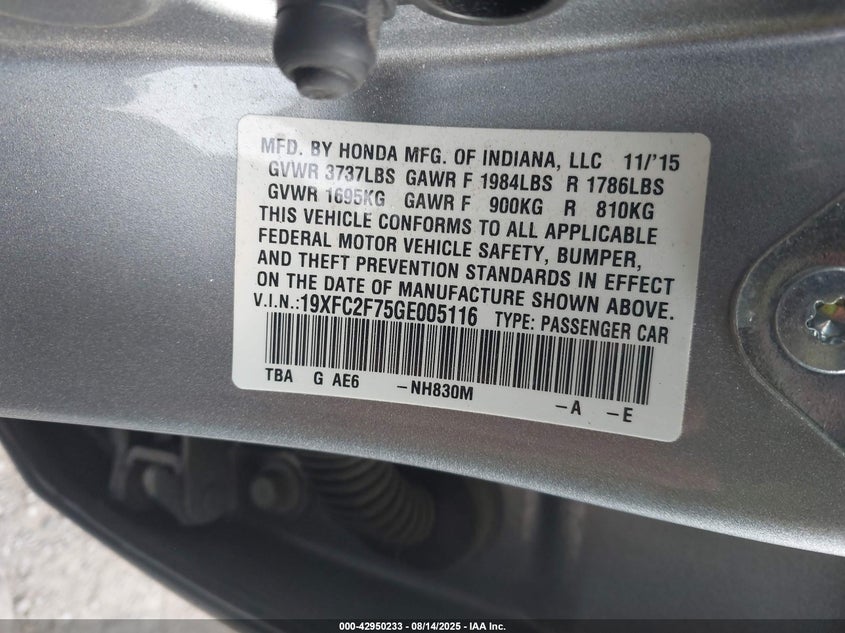 MFD. BY HONDA MFG. OF INDIANA, LLC 11/'15
GVWR 3737LBS GAWR F 1984LBS R 1786LBS
GVWR 1695KG GAWR F 900KG R 810KG
THIS VEHICLE CONFORMS TO ALL APPLICABLE
FEDERAL MOTOR VEHICLE SAFETY, BUMPER,
AND THEFT PREVENTION STANDARDS IN EFFECT
ON THE DATE OF MANUFACTURE SHOWN ABOVE.
V.I.N.:19XFC2F75GE005116 TYPE: PASSENGER CAR
TBA G AE6 -NH830M -A -E
000-42950233 - 08/14/2025 - IAA Inc.